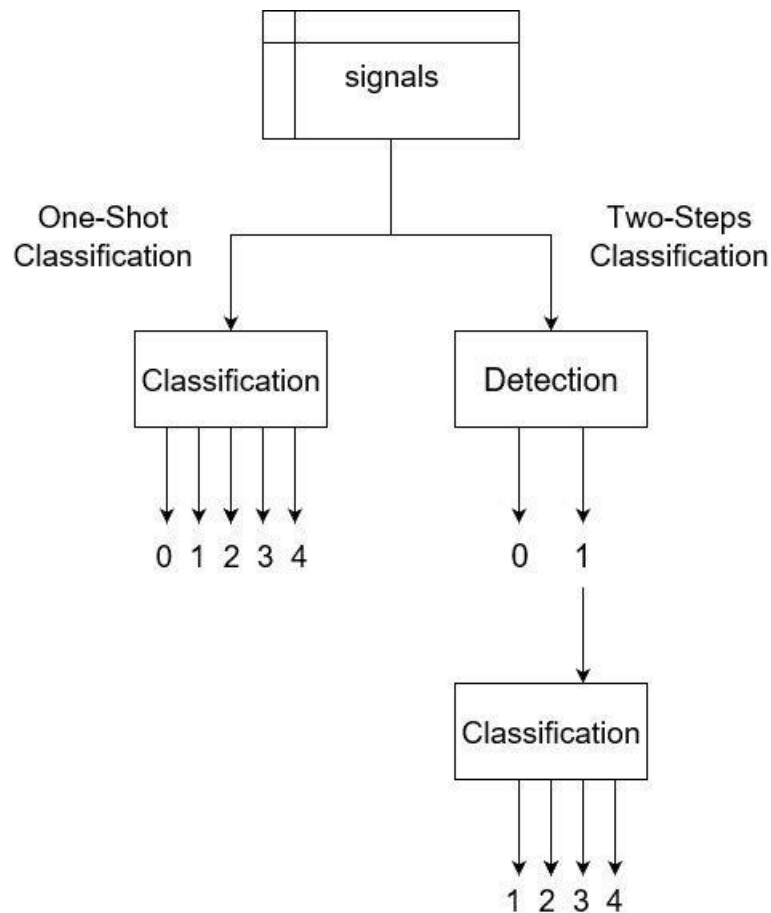 signals
One-Shot
Classification
Two-Steps
Classification
Classification
Detection
0 1 2 3 4
0 1
Classification
1 2 3 4